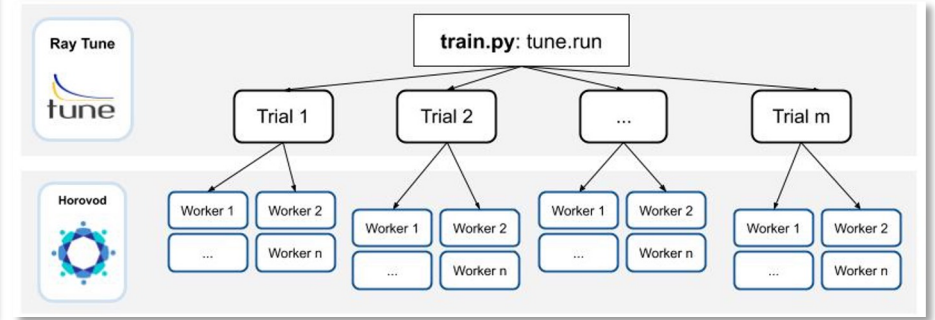 Ray Tune
tune
train.py: tune.run
Trial 1
Trial 2
...
Trial m
Horovod
Worker 1
Worker 2
...
Worker n
Worker 1
Worker 2
...
Worker n
Worker 1
Worker 2
...
Worker n
Worker 1
Worker 2
...
Worker n